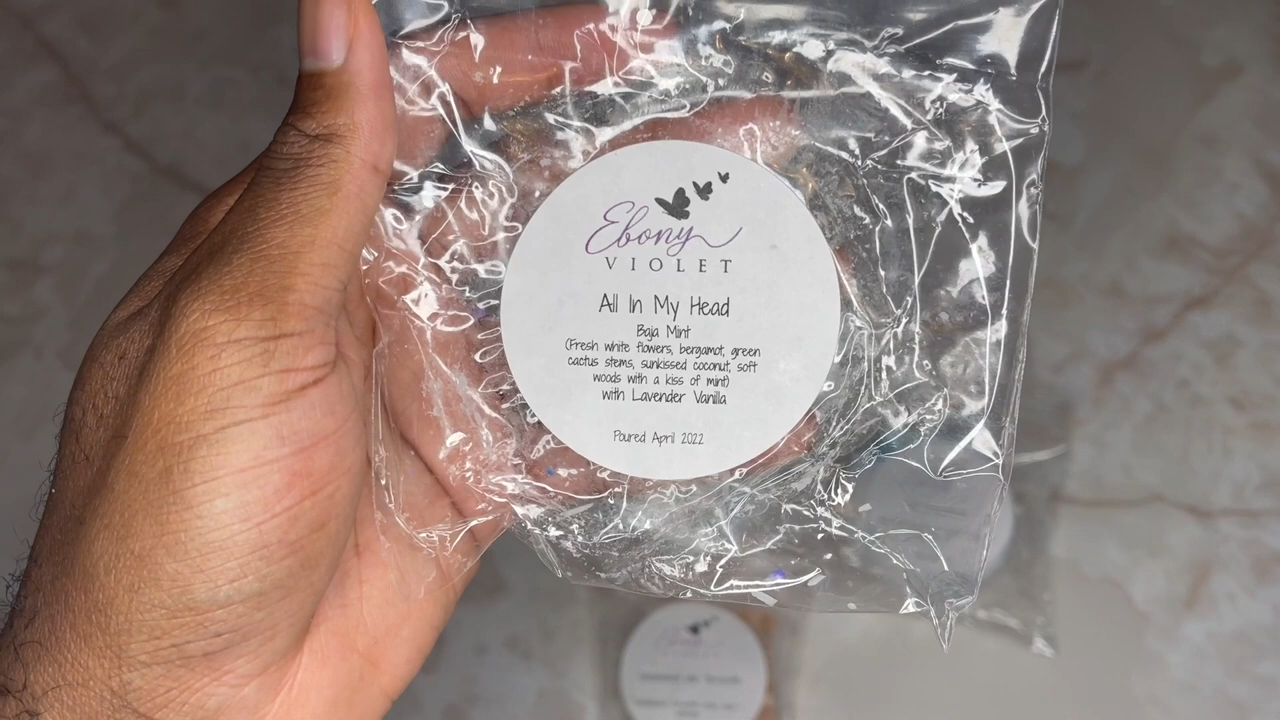 Ebony
VIOLET
All In My Head
Baja Mint
(Fresh white flowers, bergamot, green
cactus stems, sunkissed coconut, soft
woods with a kiss of mint)
with Lavender Vanilla
Poured April 2022